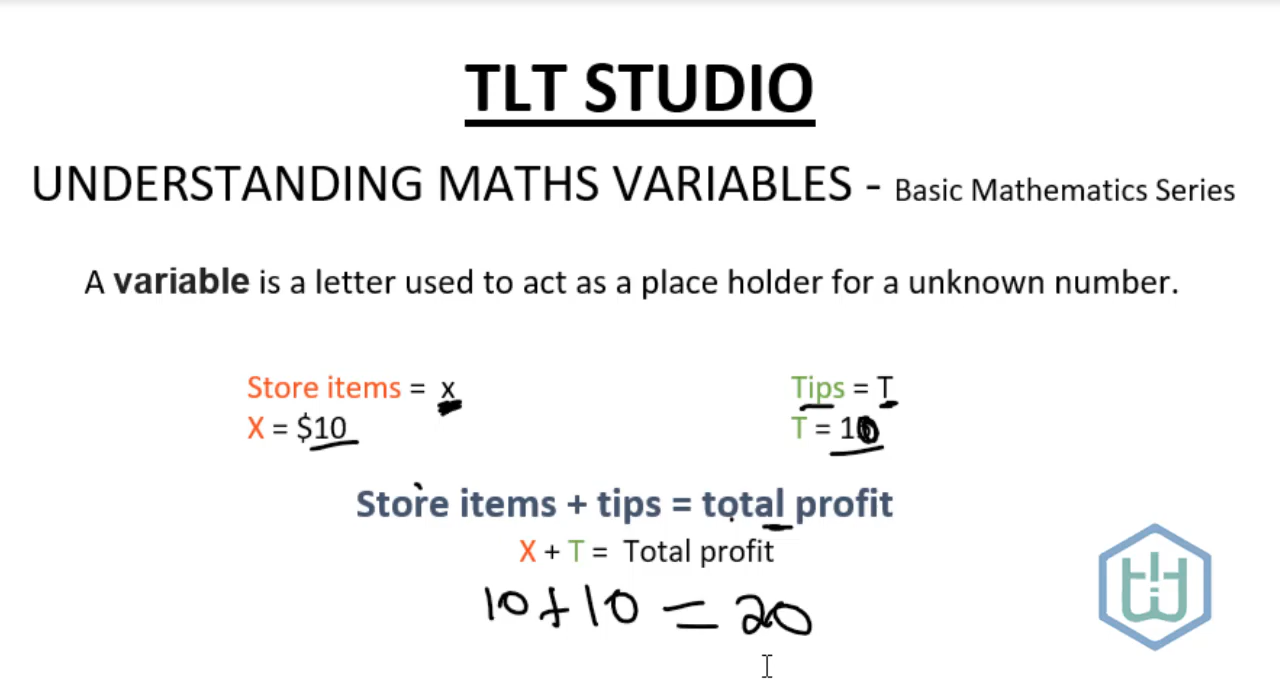 TLT STUDIO
UNDERSTANDING MATHS VARIABLES - Basic Mathematics Series
A variable is a letter used to act as a place holder for a unknown number.
Store items = x
X = $10
Tips = T
T = 10
Store items + tips = total profit
X + T = Total profit
10 + 10 = 20